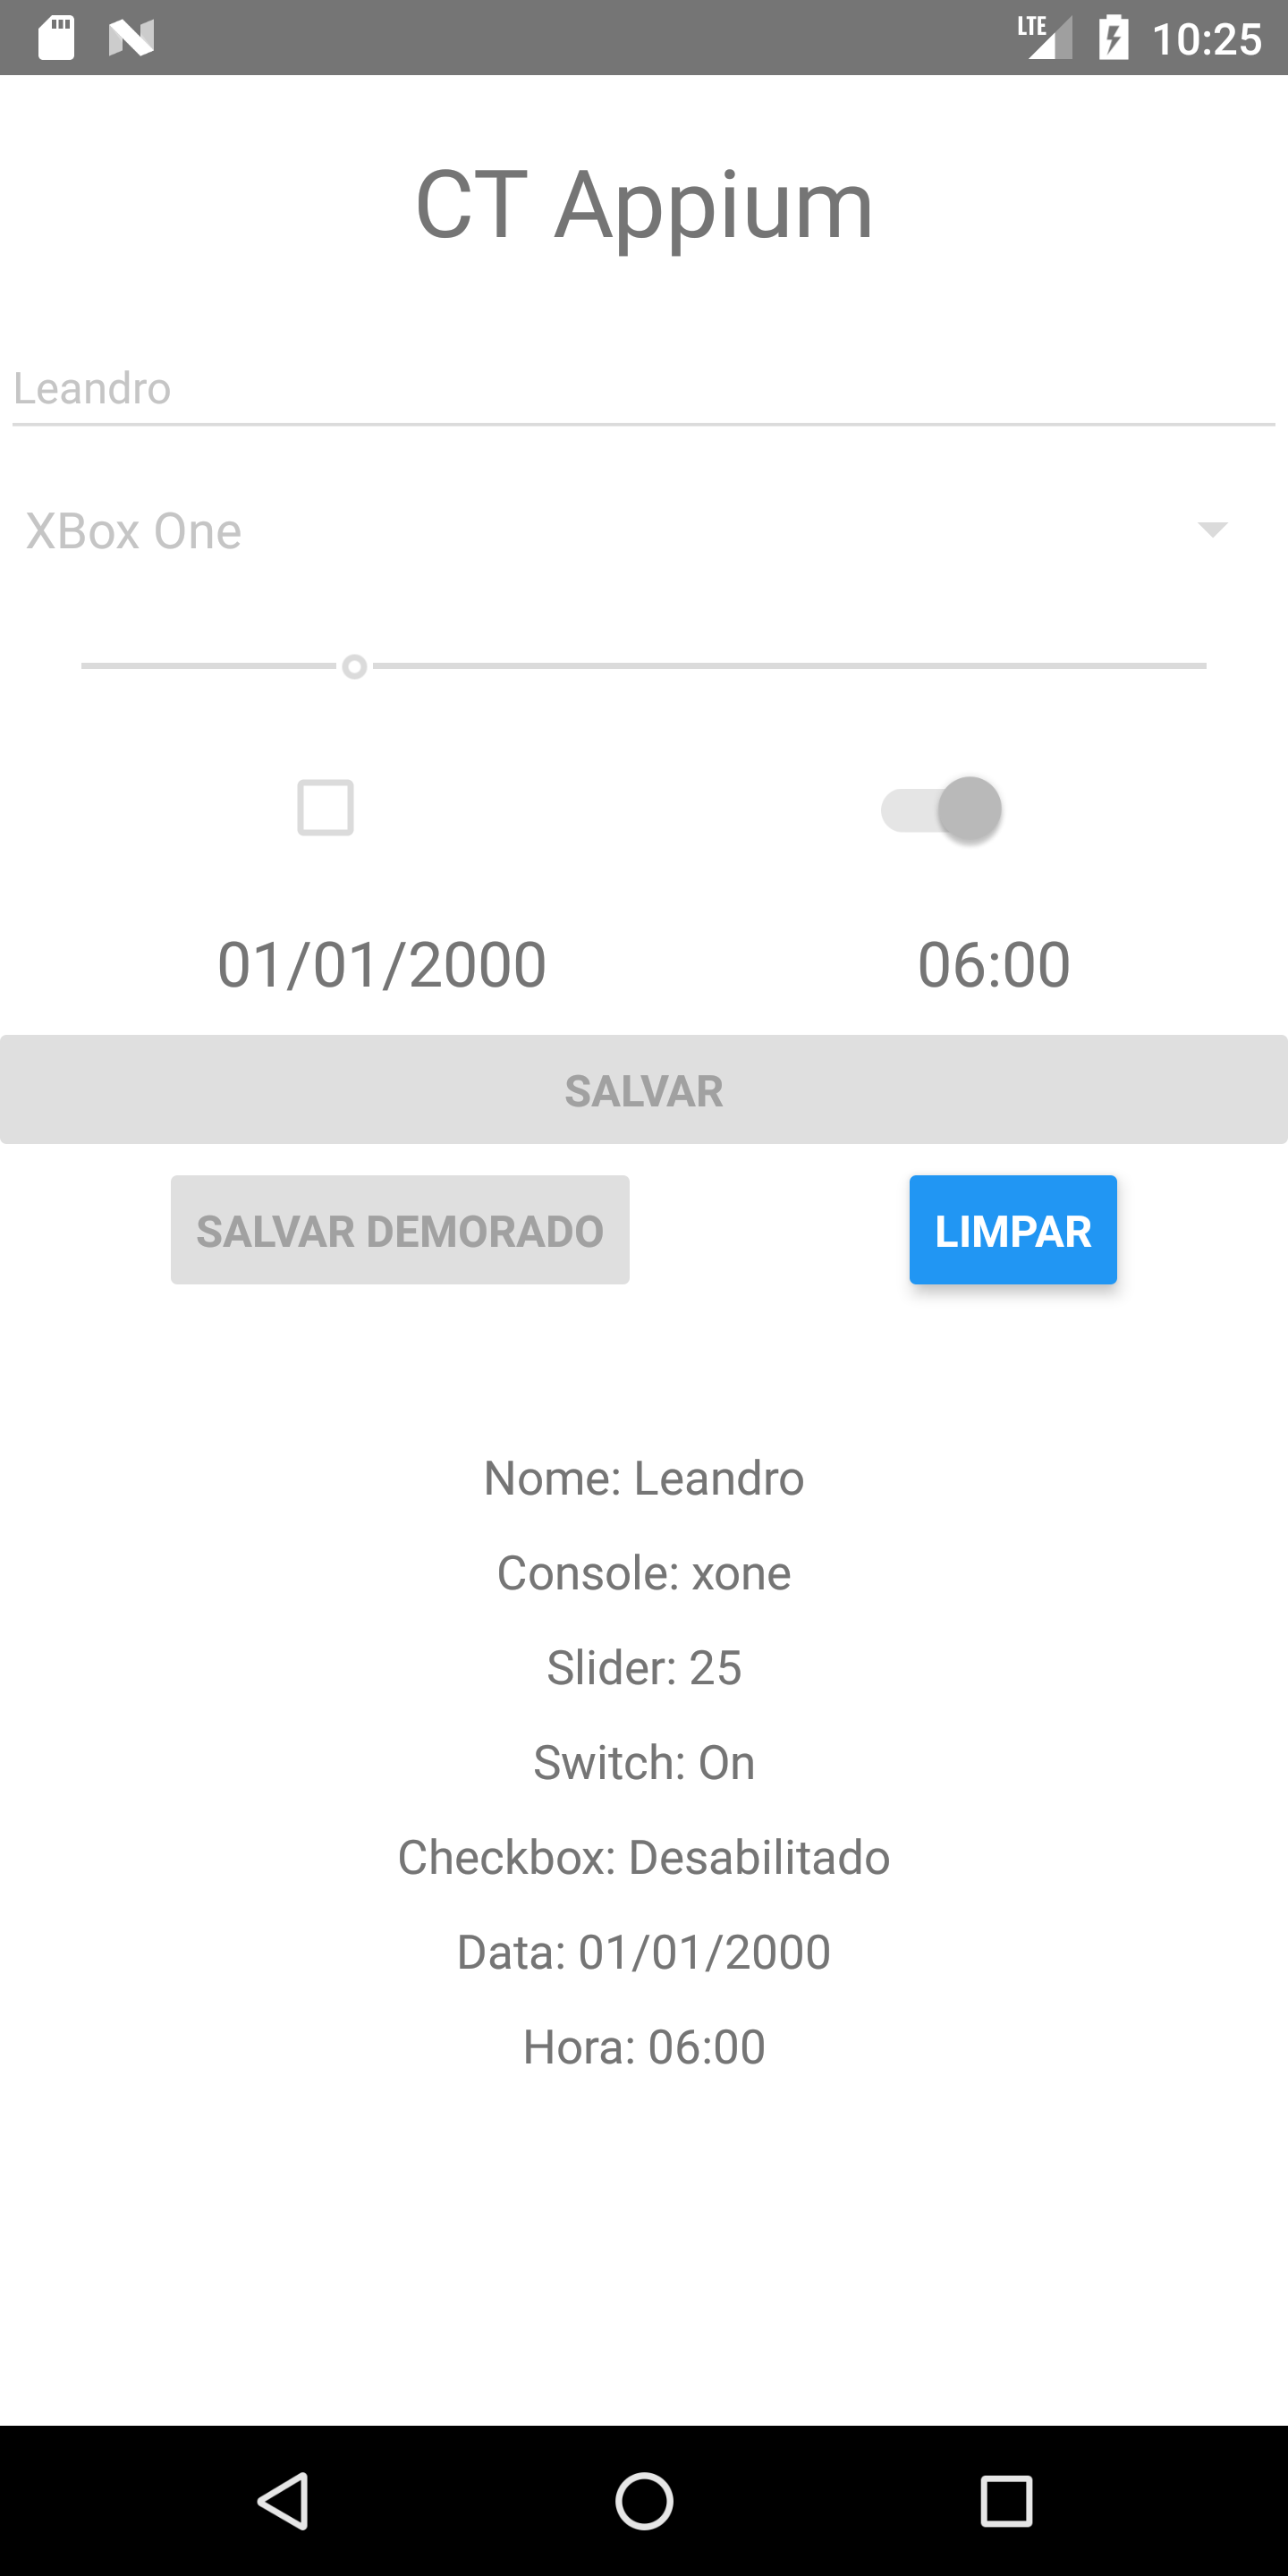 LTE 10:25
CT Appium
Leandro
XBox One
01/01/2000 06:00
SALVAR
SALVAR DEMORADO LIMPAR
Nome: Leandro
Console: xone
Slider: 25
Switch: On
Checkbox: Desabilitado
Data: 01/01/2000
Hora: 06:00